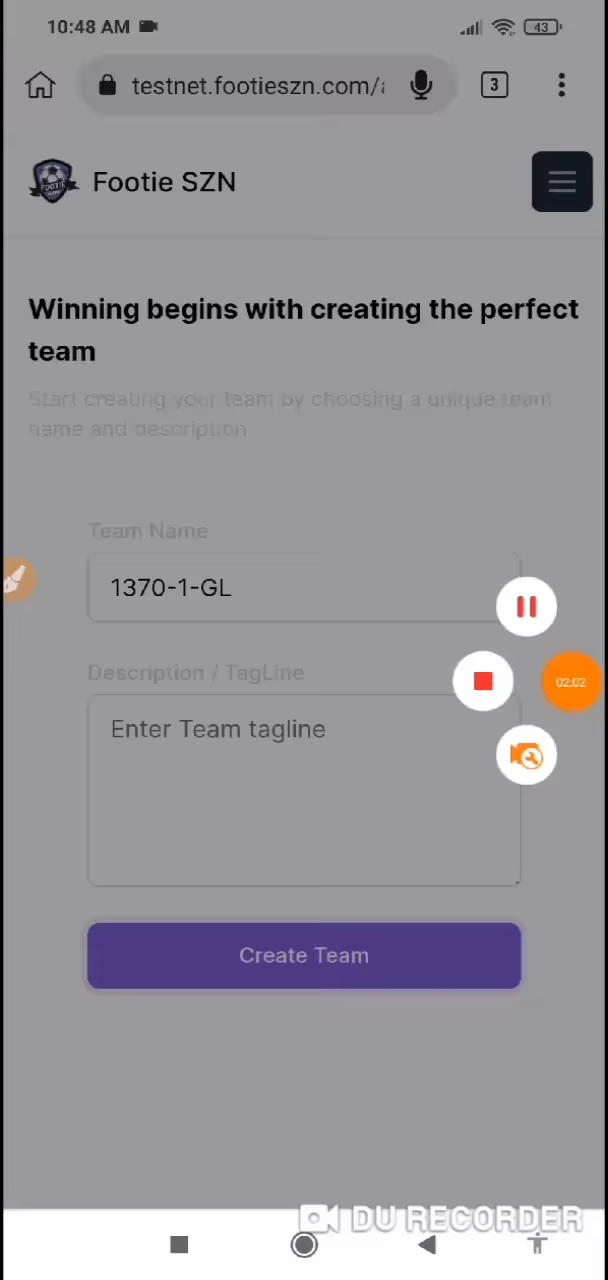 10:48 AM
43
testnet.footieszn.com/a
3
FOOTIE
Footie SZN
Winning begins with creating the perfect
team
Start creating your team by choosing a unique team
name and description
Team Name
1370-1-GL
Description / TagLine
02:02
Enter Team tagline
Create Team
DU RECORDER